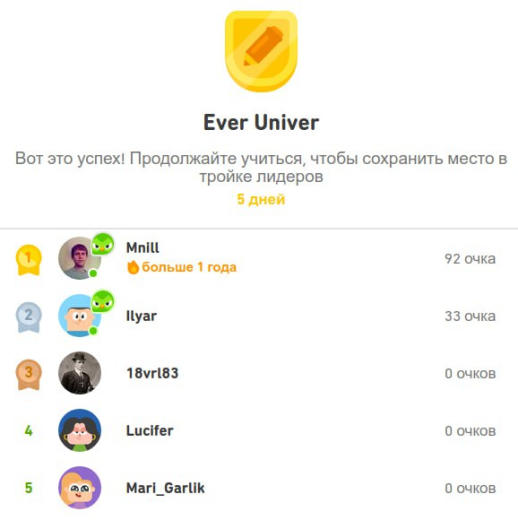 Ever Univer
Вот это успех! Продолжайте учиться, чтобы сохранить место в
тройке лидеров
5 дней
1
Mnill
больше 1 года
92 очка
2
Ilyar
33 очка
3
18vrl83
0 очков
4
Lucifer
0 очков
5
Mari_Garlik
0 очков